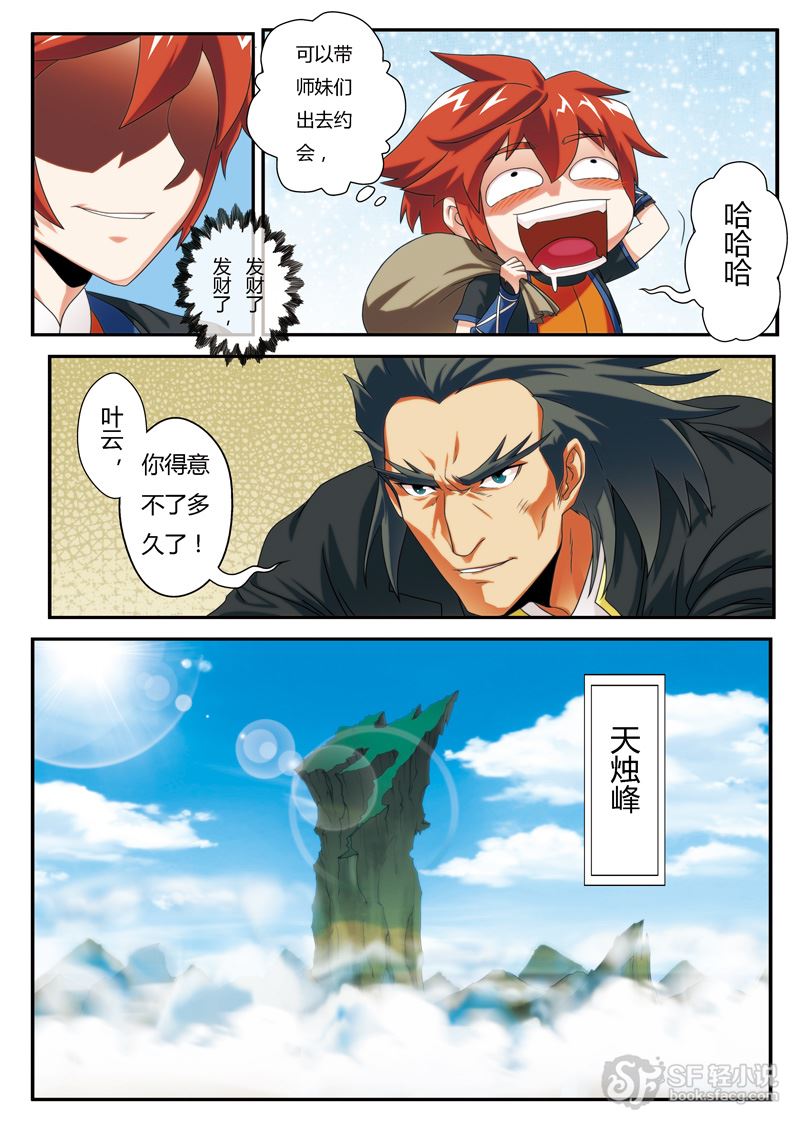 发财了
发财了，
可以带
师妹们
出去约
会，
哈哈哈
叶云，
你得意
不了多
久了！
天烛峰
SF轻小说
books.sfacg.com